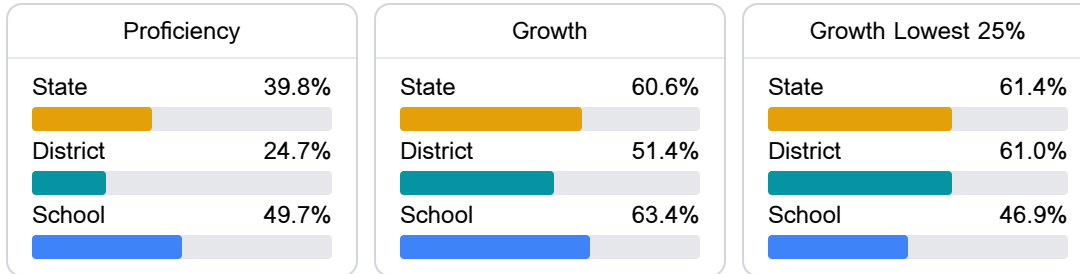 Proficiency
State 39.8%
District 24.7%
School 49.7%
Growth
State 60.6%
District 51.4%
School 63.4%
Growth Lowest 25%
State 61.4%
District 61.0%
School 46.9%